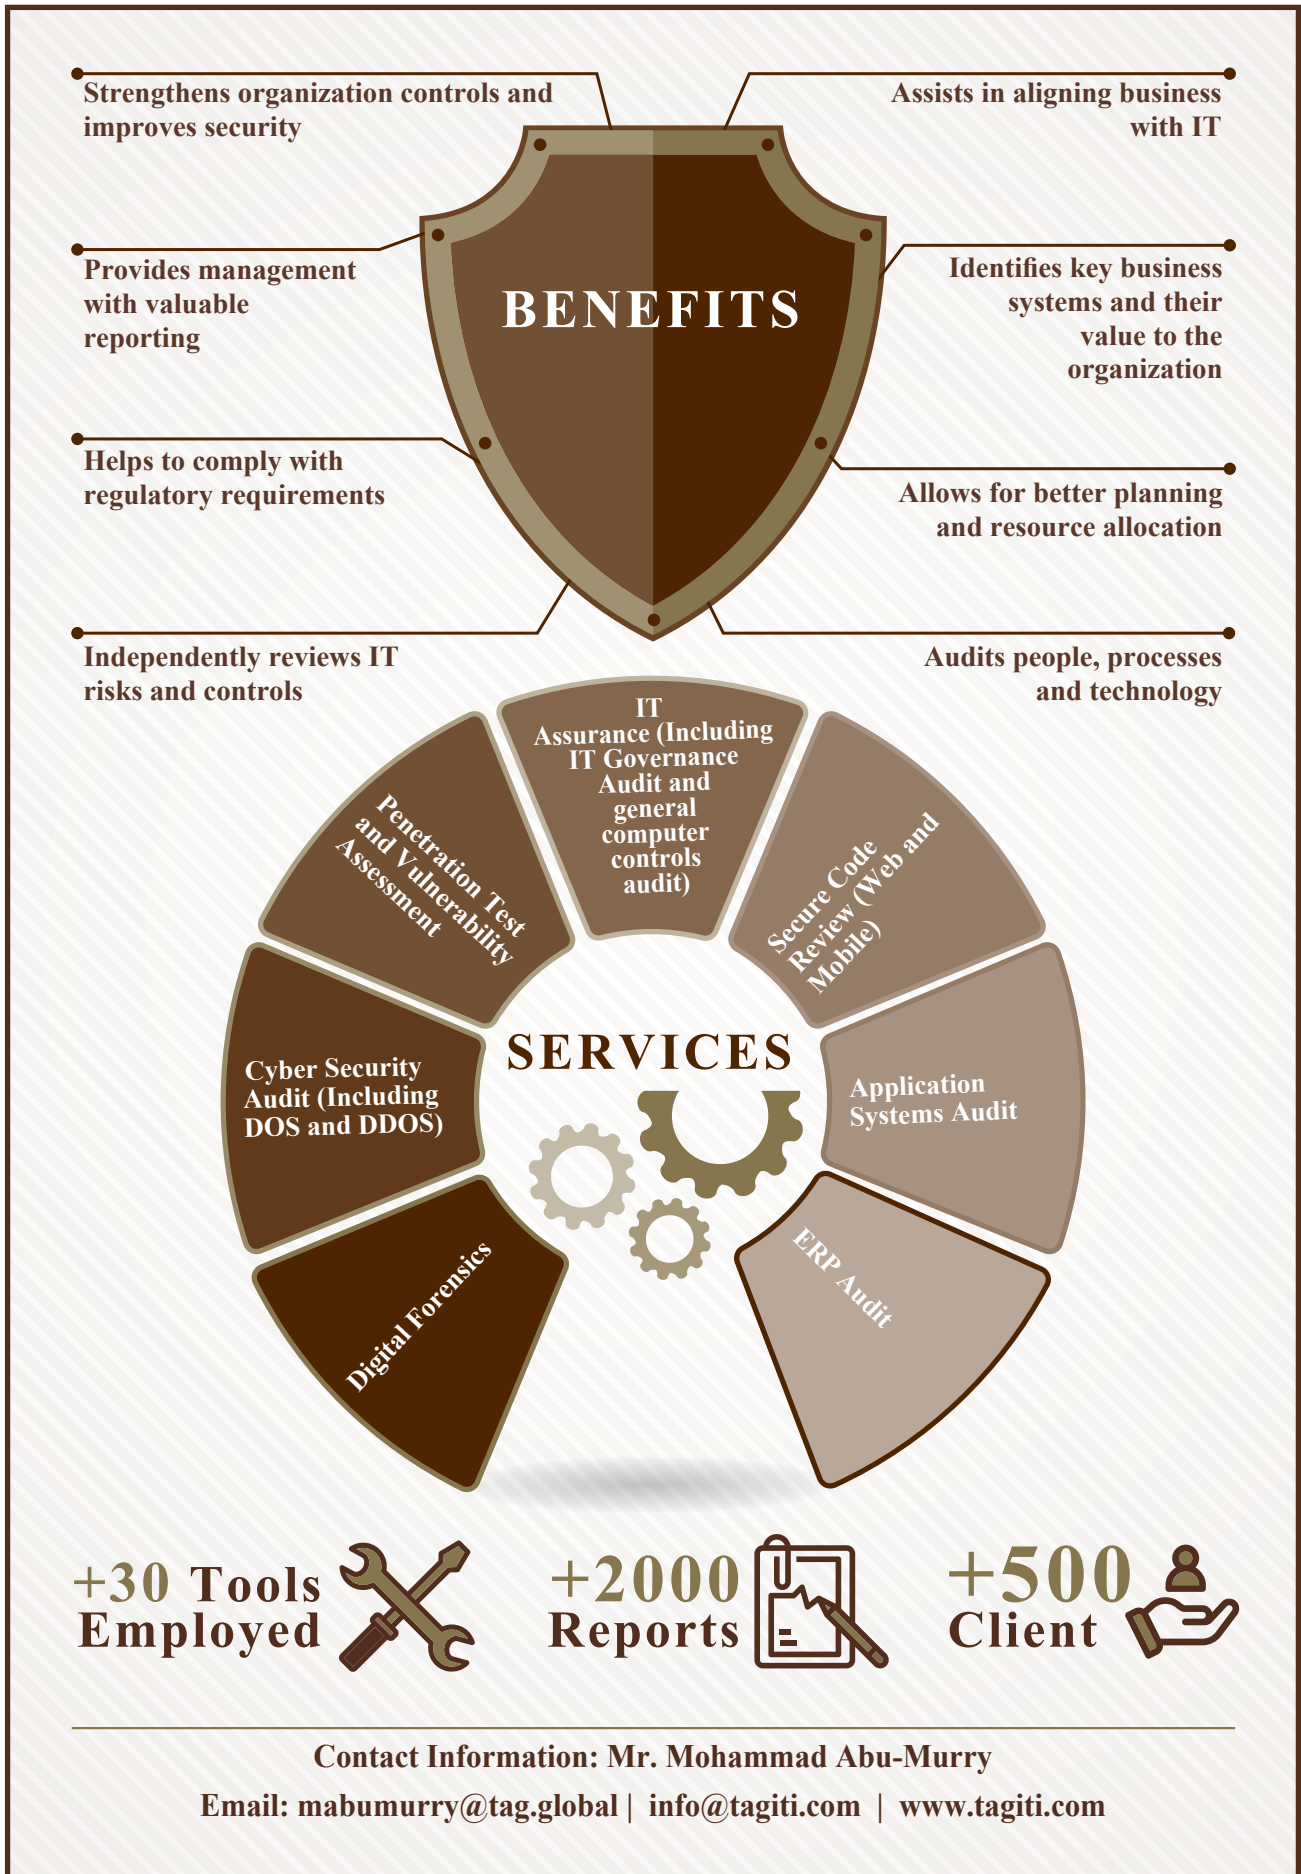 Strengthens organization controls and
improves security
Assists in aligning business
with IT
Provides management
with valuable
reporting
Identifies key business
systems and their
value to the
organization
BENEFITS
Helps to comply with
regulatory requirements
Allows for better planning
and resource allocation
Independently reviews IT
risks and controls
Audits people, processes
and technology
IT
Assurance (Including
IT Governance
Audit and
general
computer
controls
audit)
Penetration Test
and Vulnerability
Assessment
Secure Code
Review (Web and
Mobile)
Cyber Security
Audit (Including
DOS and DDOS)
SERVICES
Application
Systems Audit
Digital Forensics
ERP Audit
+30 Tools
Employed
+2000
Reports
+500
Client
Contact Information: Mr. Mohammad Abu-Murry
Email: mabumurry@tag.global | info@tagiti.com | www.tagiti.com